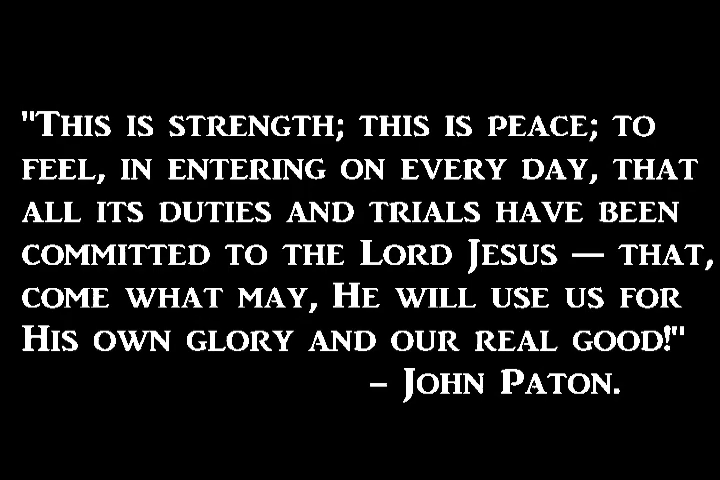 "This is strength; this is peace; to
feel, in entering on every day, that
all its duties and trials have been
committed to the Lord Jesus — that,
come what may, He will use us for
His own glory and our real good!"
– John Paton.